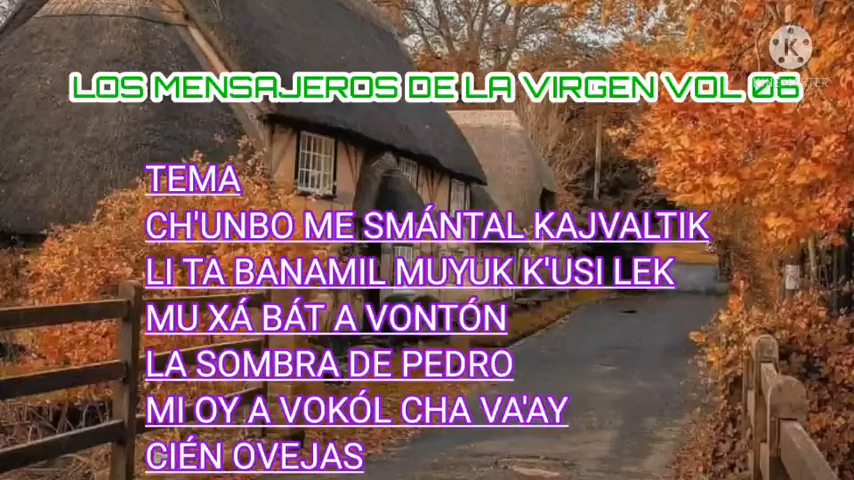 K
KINEMASTER
LOS MENSAJEROS DE LA VIRGEN VOL 06
TEMA
CH'UNBO ME SMÁNTAL KAJVALTIK
LI TA BANAMIL MUYUK K'USI LEK
MU XÁ BÁT A VONTÓN
LA SOMBRA DE PEDRO
MI OY A VOKÓL CHA VA'AY
CIÉN OVEJAS